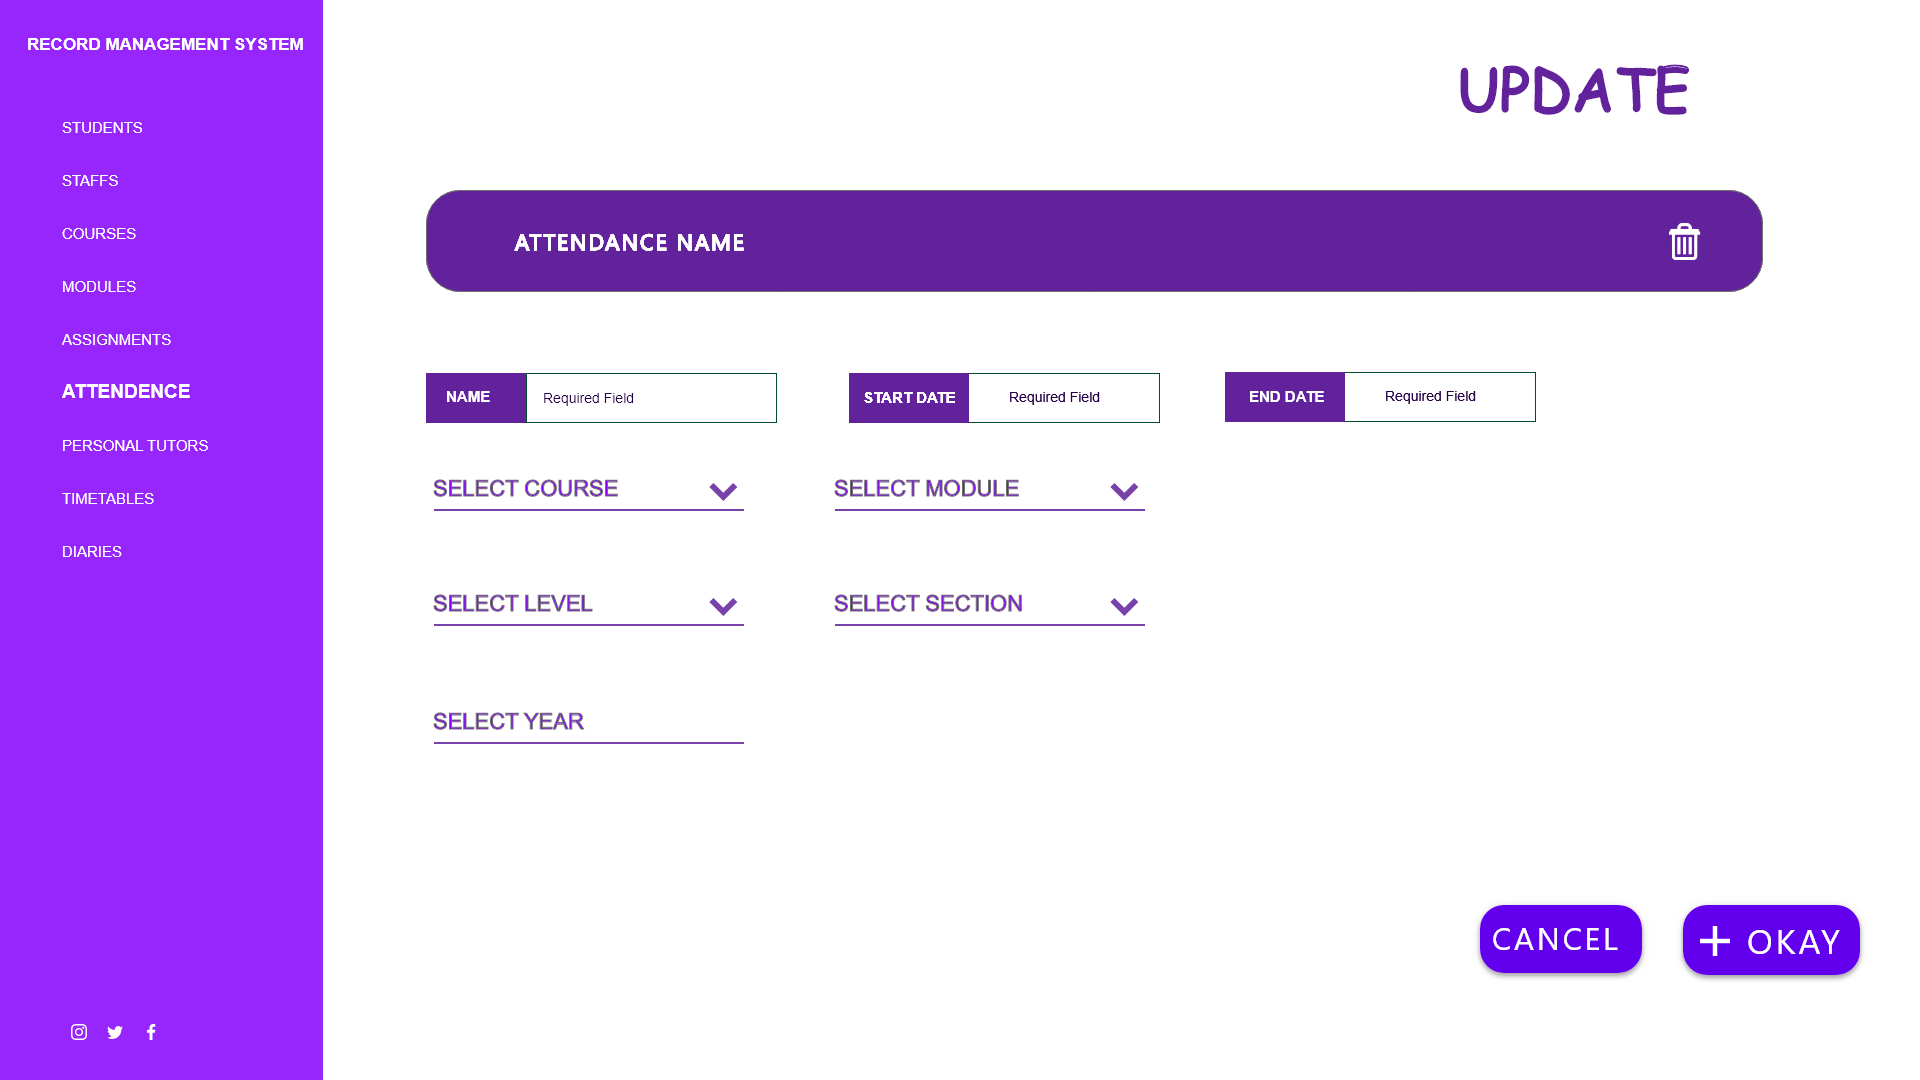 RECORD MANAGEMENT SYSTEM
STUDENTS
STAFFS
COURSES
MODULES
ASSIGNMENTS
ATTENDENCE
PERSONAL TUTORS
TIMETABLES
DIARIES
UPDATE
ATTENDANCE NAME
NAME Required Field START DATE Required Field END DATE Required Field
SELECT COURSE SELECT MODULE
SELECT LEVEL SELECT SECTION
SELECT YEAR
CANCEL + OKAY